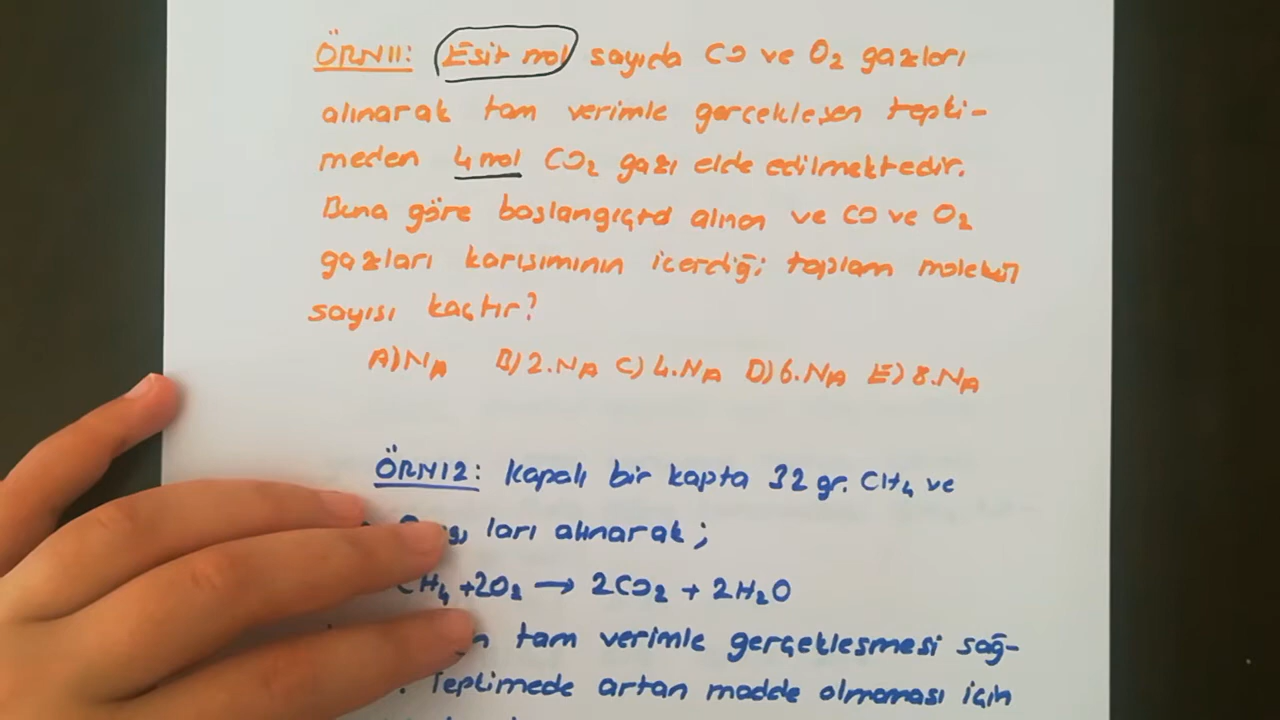 ÖRN11: Eşit mol sayıda CO ve O2 gazları
alınarak tam verimle gerçekleşen tepki-
meden 4 mol CO2 gazı elde edilmektedir.
Buna göre başlangıçta alınan ve CO ve O2
gazları karışımının içerdiği toplam molekül
sayısı kaçtır?
A) NA B) 2.NA C) 4.NA D) 6.NA E) 8.NA
ÖRN12: Kapalı bir kapta 32 gr. CH4 ve
ları alınarak;
CH4 + 2O2 → 2CO2 + 2H2O
tam verimle gerçekleşmesi sağ-
Tepkimede artan madde olmaması için